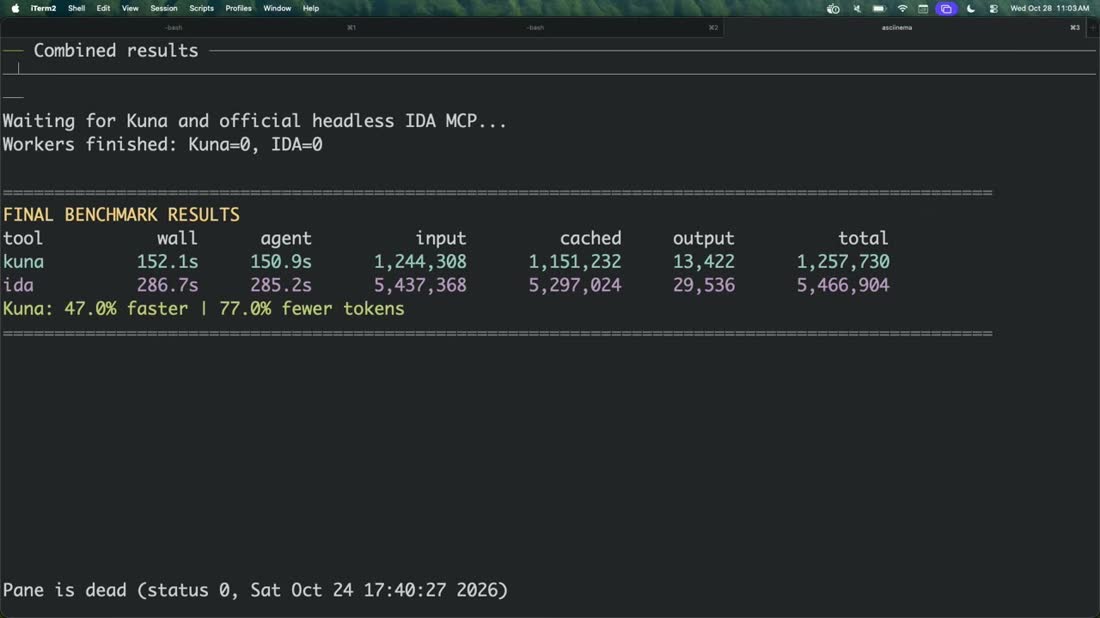 iTerm2 Shell Edit View Session Scripts Profiles Window Help Wed Oct 28 11:03 AM
-bash ⌘1 -bash ⌘2 asciinema ⌘3
Combined results
Waiting for Kuna and official headless IDA MCP...
Workers finished: Kuna=0, IDA=0
FINAL BENCHMARK RESULTS
tool wall agent input cached output total
kuna 152.1s 150.9s 1,244,308 1,151,232 13,422 1,257,730
ida 286.7s 285.2s 5,437,368 5,297,024 29,536 5,466,904
Kuna: 47.0% faster | 77.0% fewer tokens
Pane is dead (status 0, Sat Oct 24 17:40:27 2026)